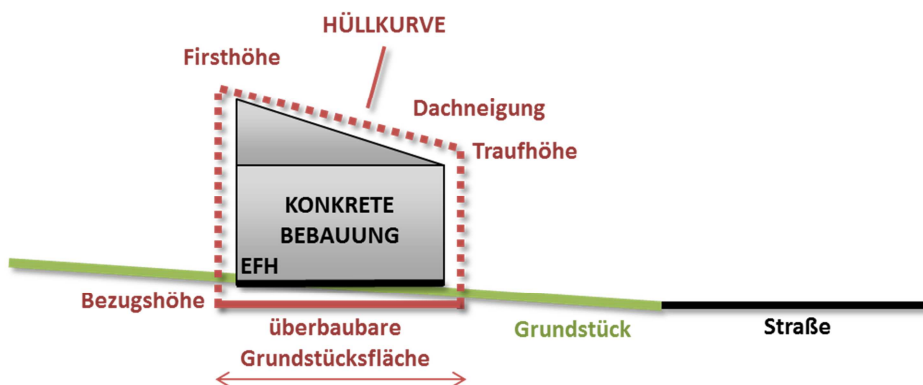 HÜLLKURVE
Firsthöhe
Dachneigung
Traufhöhe
KONKRETE
BEBAUUNG
EFH
Bezugshöhe
überbaubare
Grundstücksfläche
Grundstück
Straße